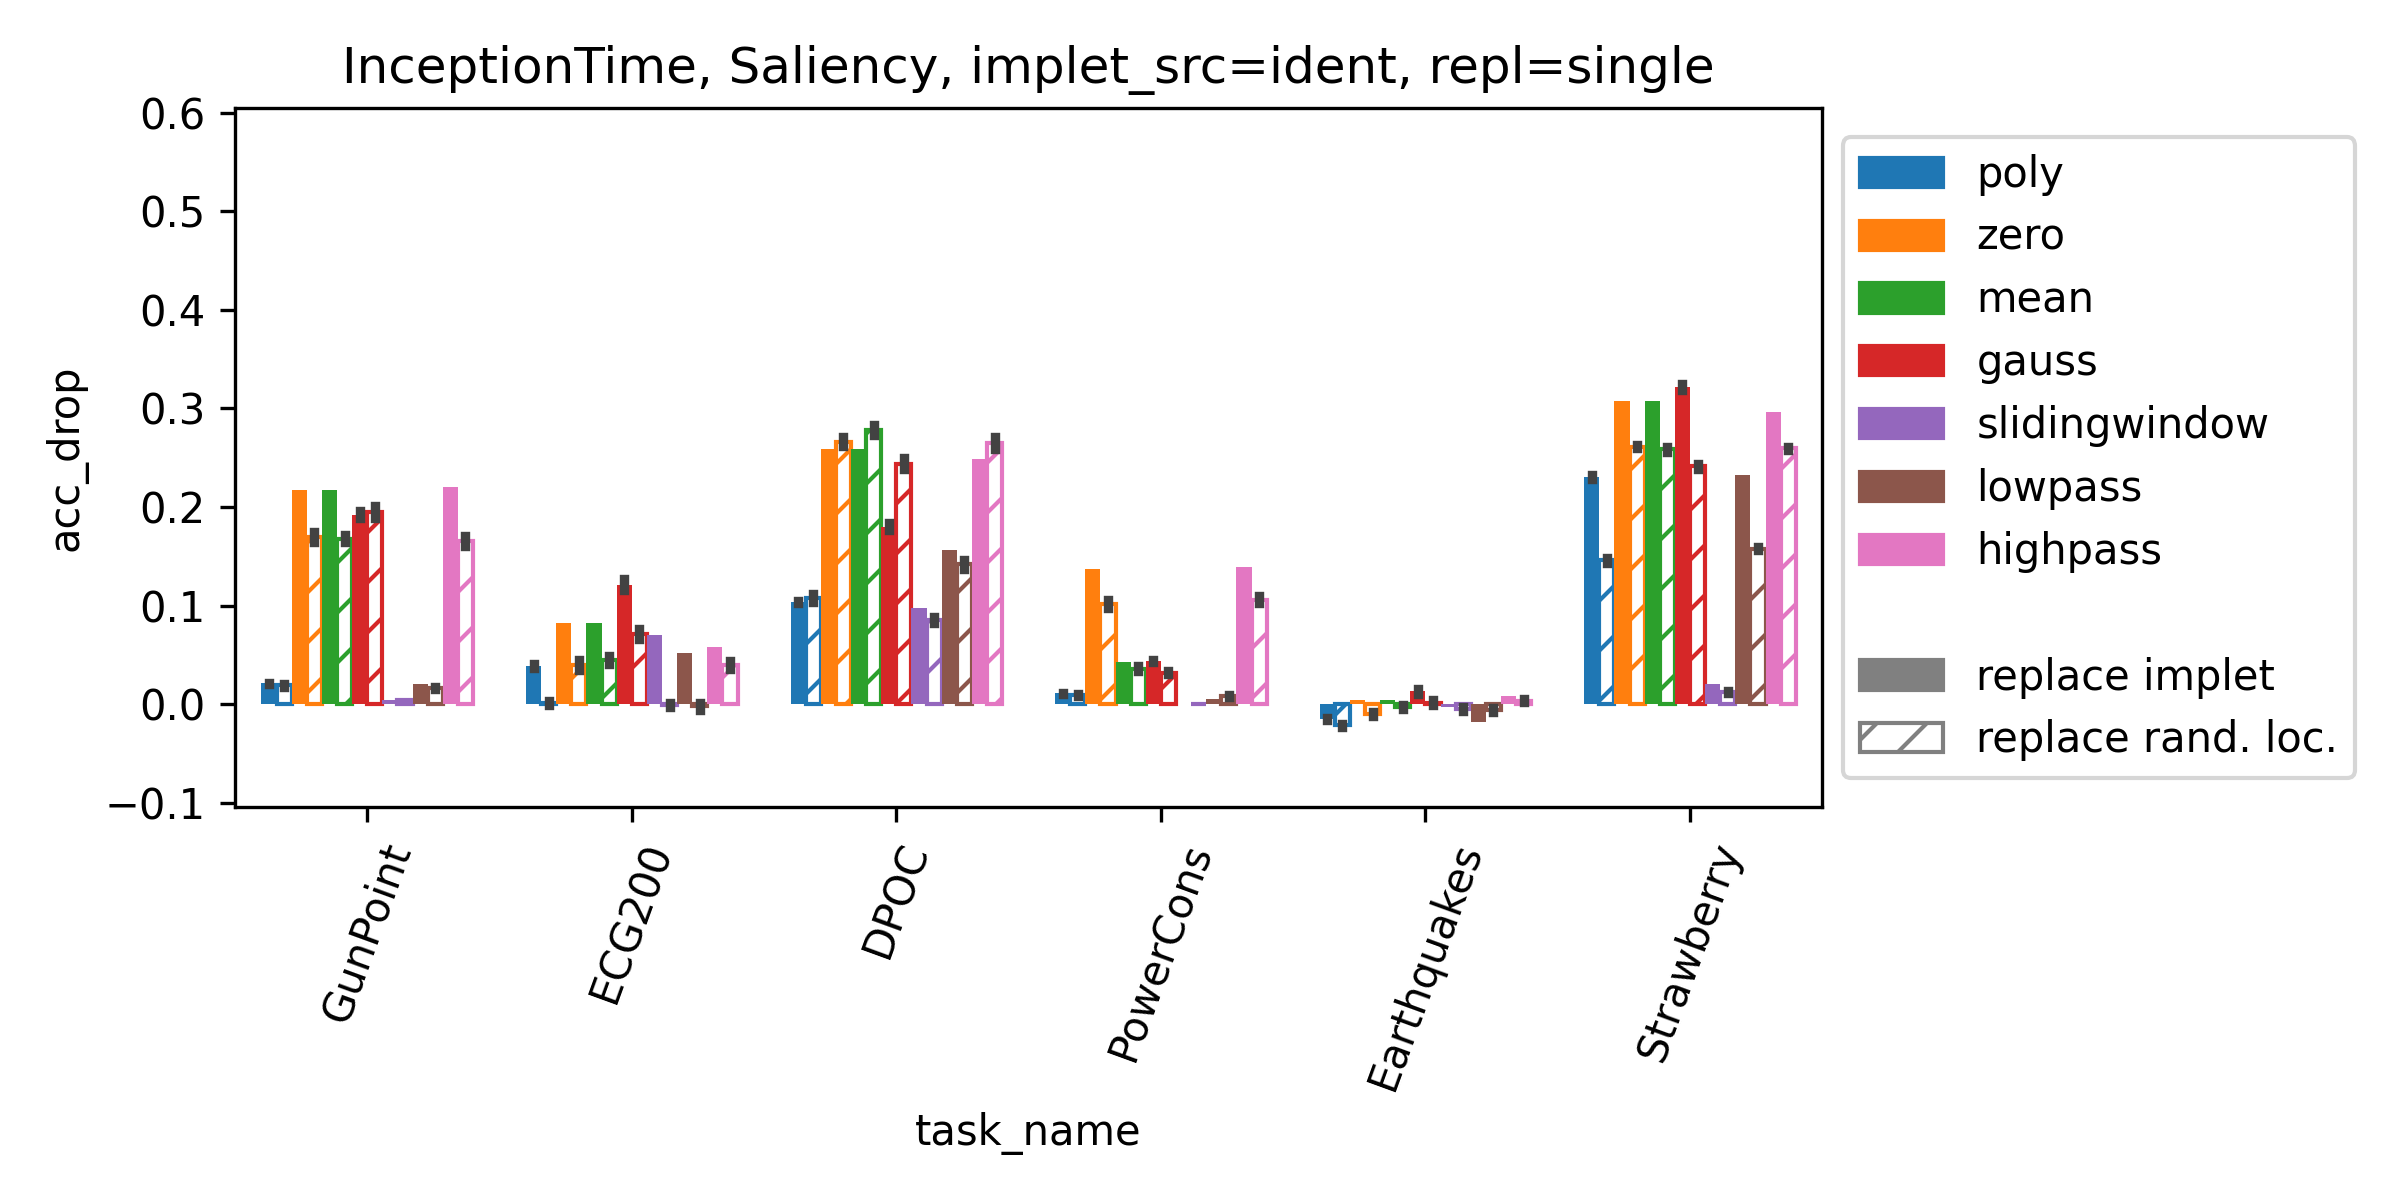 InceptionTime, Saliency, implet_src=ident, repl=single
acc_drop
0.6
0.5
0.4
0.3
0.2
0.1
0.0
−0.1
GunPoint
ECG200
DPOC
PowerCons
Earthquakes
Strawberry
task_name
poly
zero
mean
gauss
slidingwindow
lowpass
highpass
replace implet
replace rand. loc.